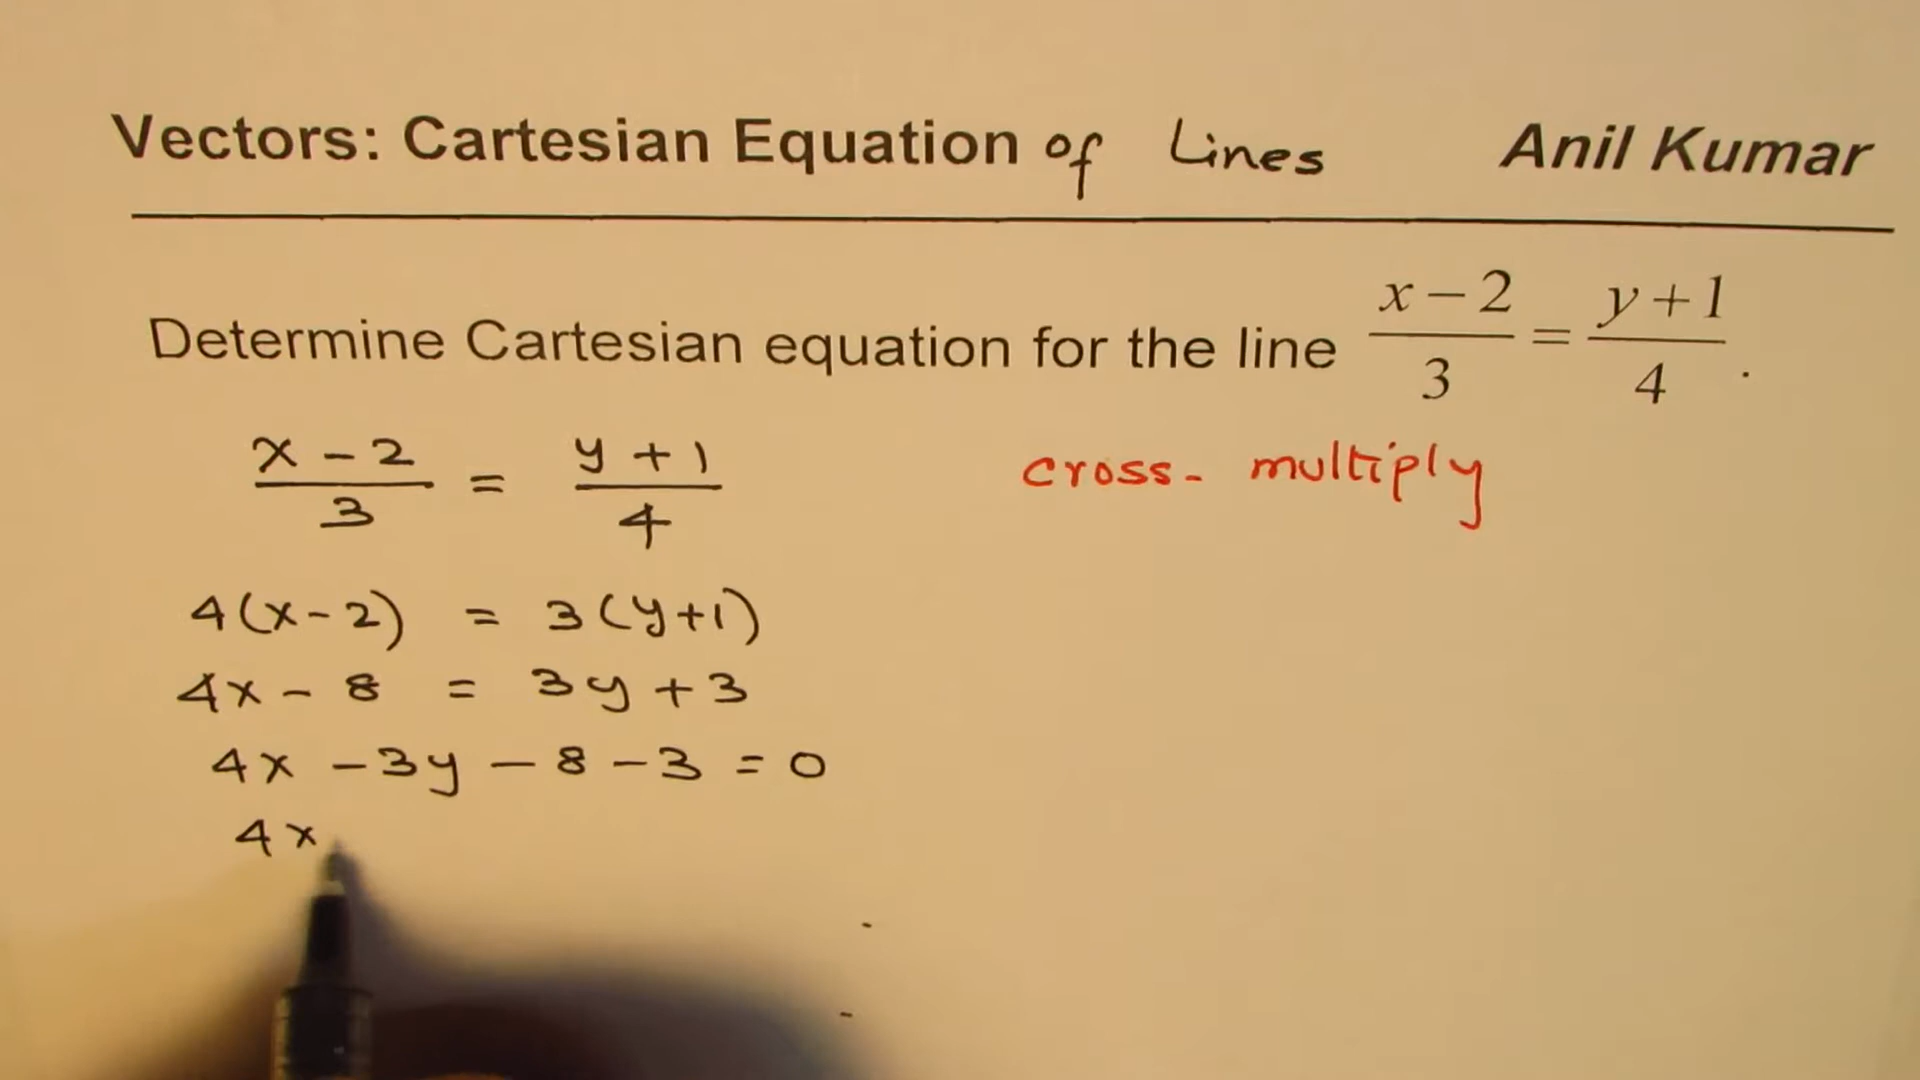 Vectors: Cartesian Equation of Lines Anil Kumar
Determine Cartesian equation for the line (x − 2)/3 = (y + 1)/4 .
(x − 2)/3 = (y + 1)/4 cross- multiply
4(x − 2) = 3(y+1)
4x − 8 = 3y + 3
4x − 3y − 8 − 3 = 0
4x